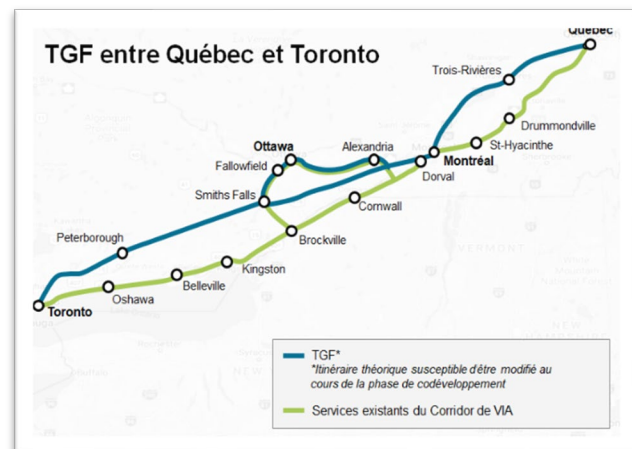 TGF entre Québec et Toronto
Québec
Trois-Rivières
Drummondville
Ottawa
Alexandria
Fallowfield
St-Hyacinthe
Montréal
Dorval
Smiths Falls
Cornwall
Peterborough
Brockville
Kingston
Belleville
Oshawa
Toronto
VERMONT
TGF*
*Itinéraire théorique susceptible d'être modifié au
cours de la phase de codéveloppement
Services existants du Corridor de VIA